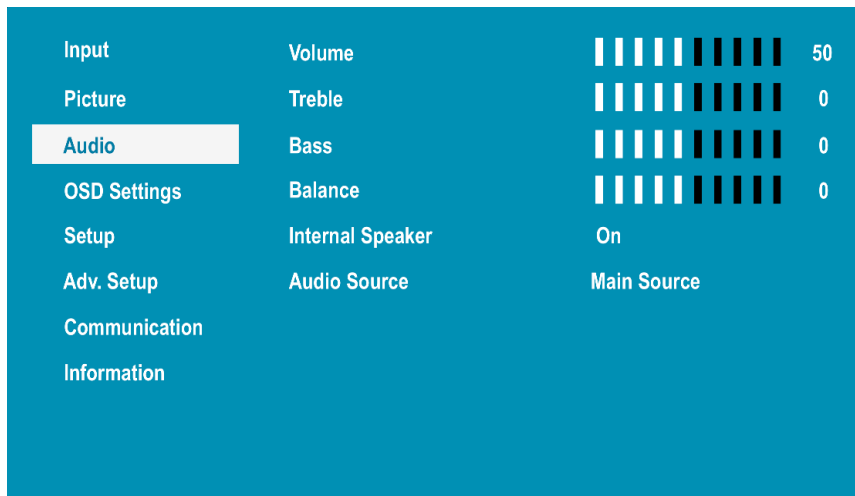 Input
Picture
Audio
OSD Settings
Setup
Adv. Setup
Communication
Information
Volume 50
Treble 0
Bass 0
Balance 0
Internal Speaker On
Audio Source Main Source